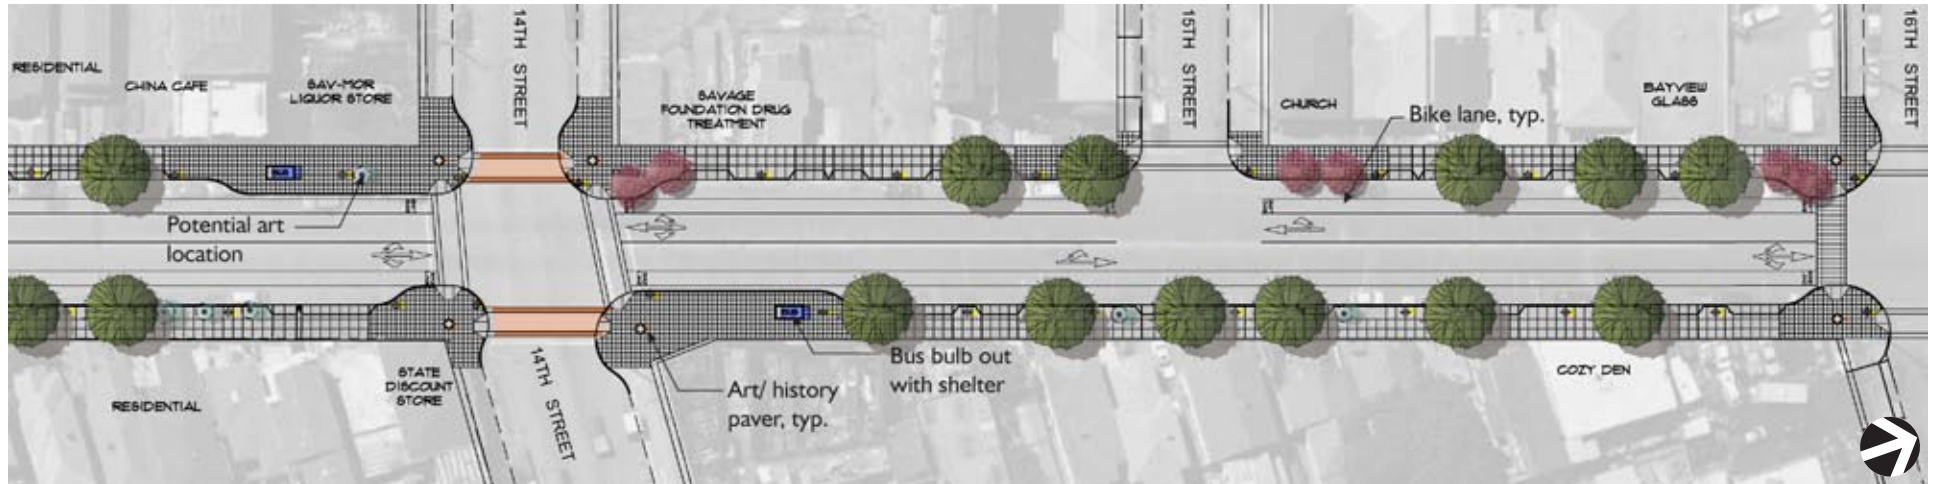 RESIDENTIAL
CHINA CAFE
SAV-MOR
LIQUOR STORE
14TH STREET
SAVAGE
FOUNDATION DRUG
TREATMENT
15TH STREET
CHURCH
Bike lane, typ.
BAYVIEW
GLASS
16TH STREET
BUS
Potential art
location
BUS
RESIDENTIAL
STATE
DISCOUNT
STORE
14TH STREET
Art/ history
paver, typ.
Bus bulb out
with shelter
COZY DEN